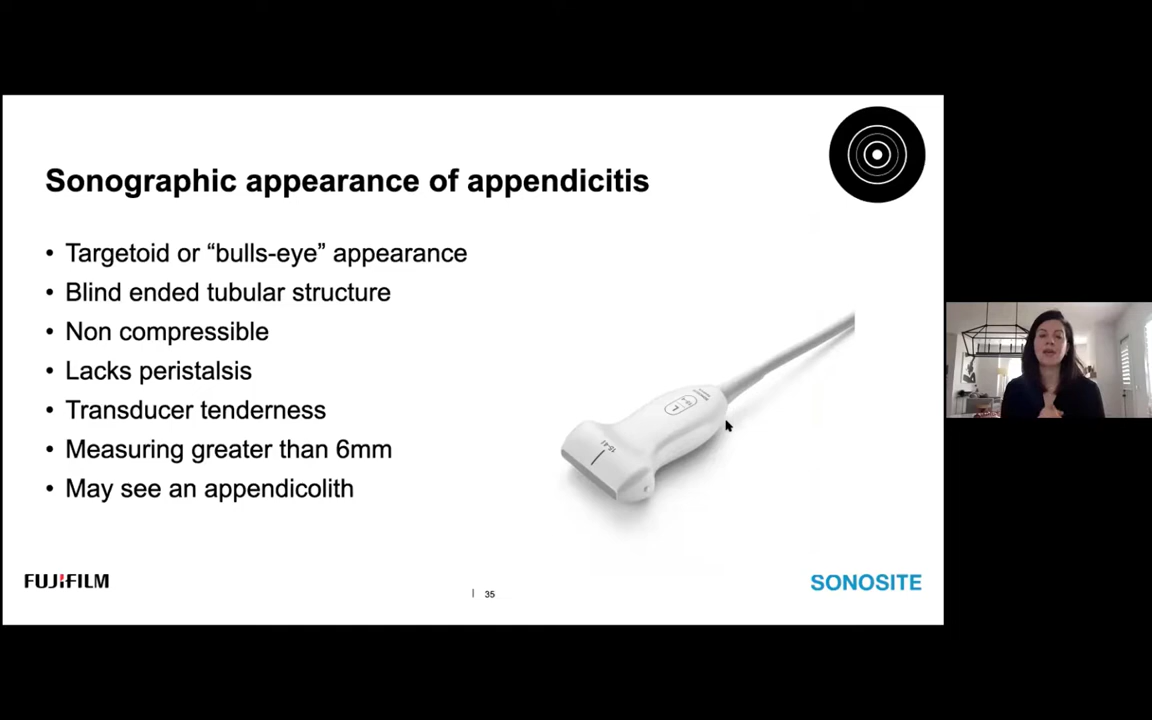 Sonographic appearance of appendicitis
• Targetoid or “bulls-eye” appearance
• Blind ended tubular structure
• Non compressible
• Lacks peristalsis
• Transducer tenderness
• Measuring greater than 6mm
• May see an appendicolith
FUJIFILM
| 35
SONOSITE